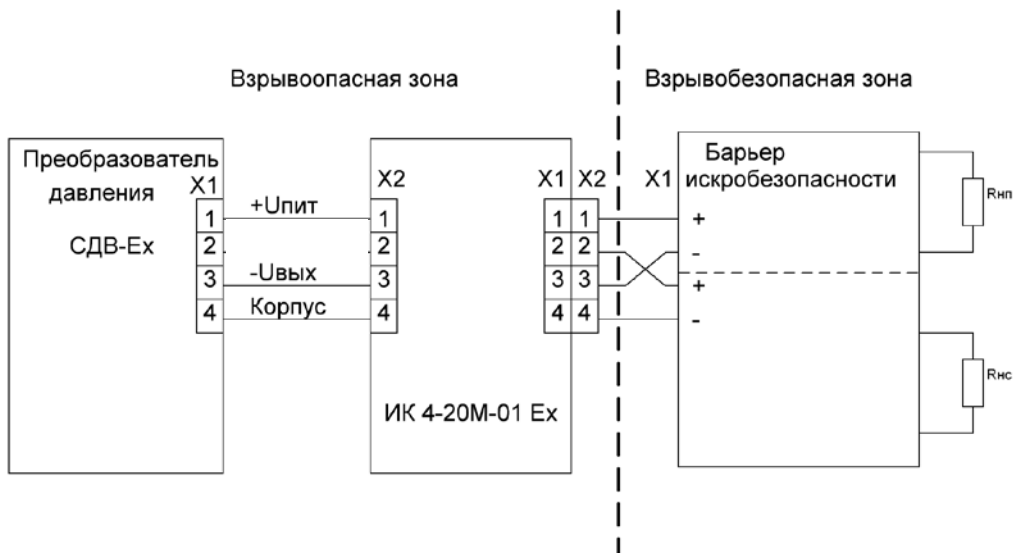 Взрывоопасная зона
Взрывобезопасная зона
Преобразователь
давления
СДВ-Ex
X1
1
2
3
4
+Uпит
-Uвых
Корпус
X2
1
2
3
4
ИК 4-20М-01 Ex
X1 X2
1 1
2 2
3 3
4 4
X1
Барьер
искробезопасности
+
-
+
-
Rнп
Rнс